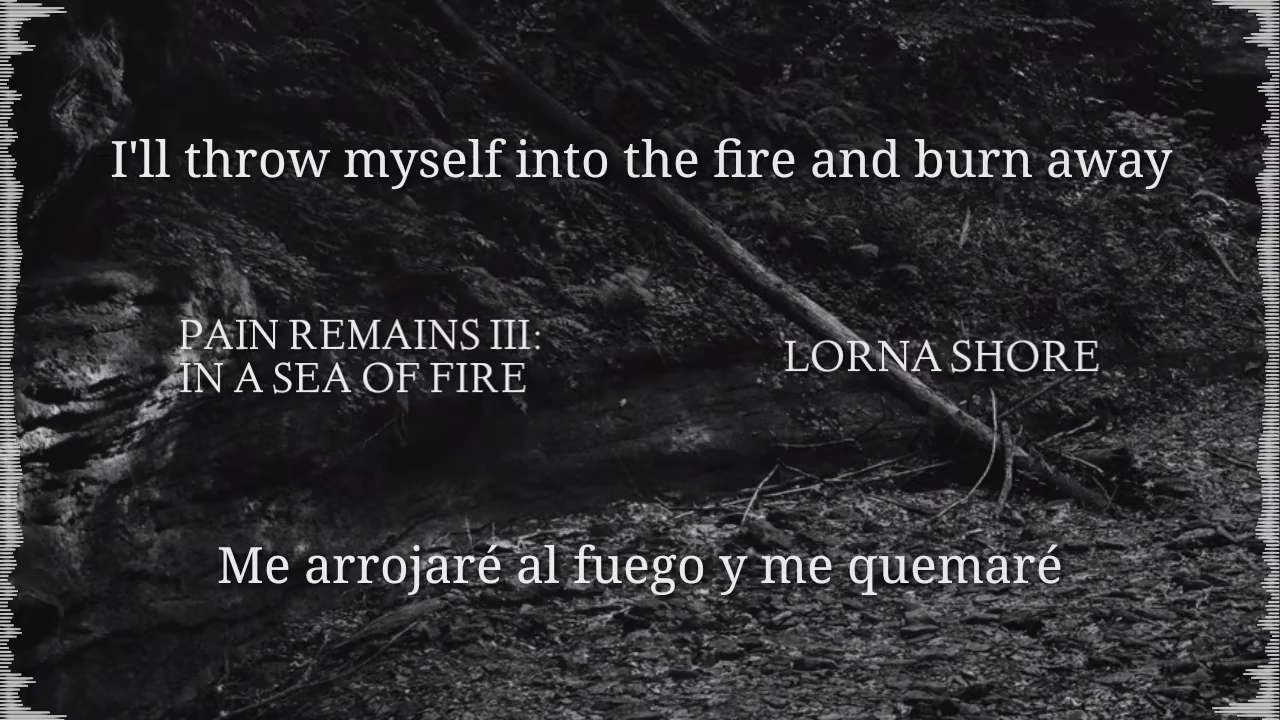 I'll throw myself into the fire and burn away
PAIN REMAINS III:
IN A SEA OF FIRE
LORNA SHORE
Me arrojaré al fuego y me quemaré